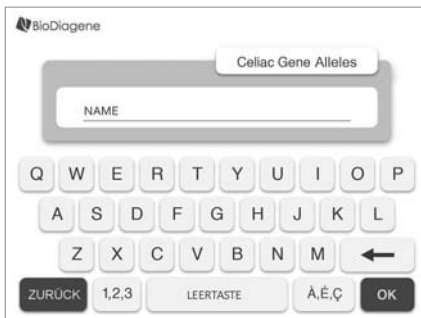 BioDiagene
Celiac Gene Alleles
NAME
Q W E R T Y U I O P
A S D F G H J K L
Z X C V B N M ←
ZURÜCK 1,2,3 LEERTASTE À,É,Ç OK